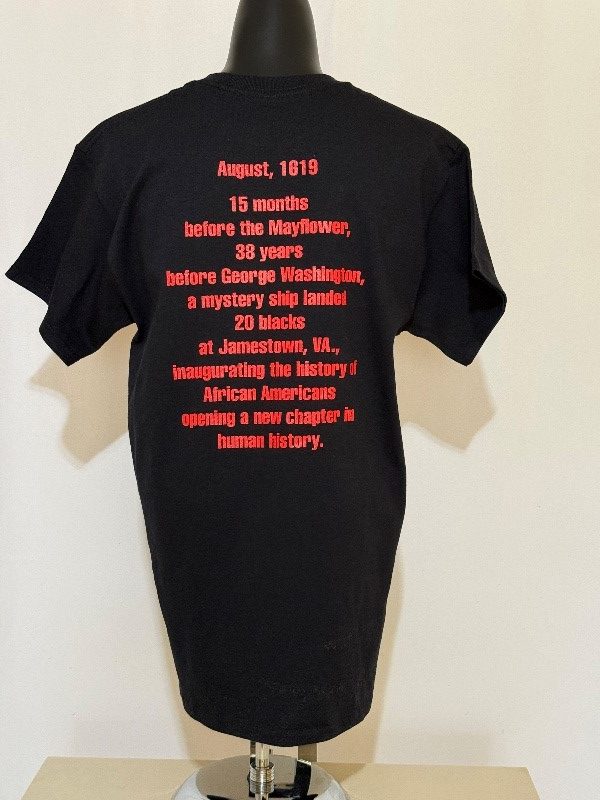 August, 1619
15 months
before the Mayflower,
38 years
before George Washington,
a mystery ship landed
20 blacks
at Jamestown, VA.,
inaugurating the history of
African Americans
opening a new chapter in
human history.